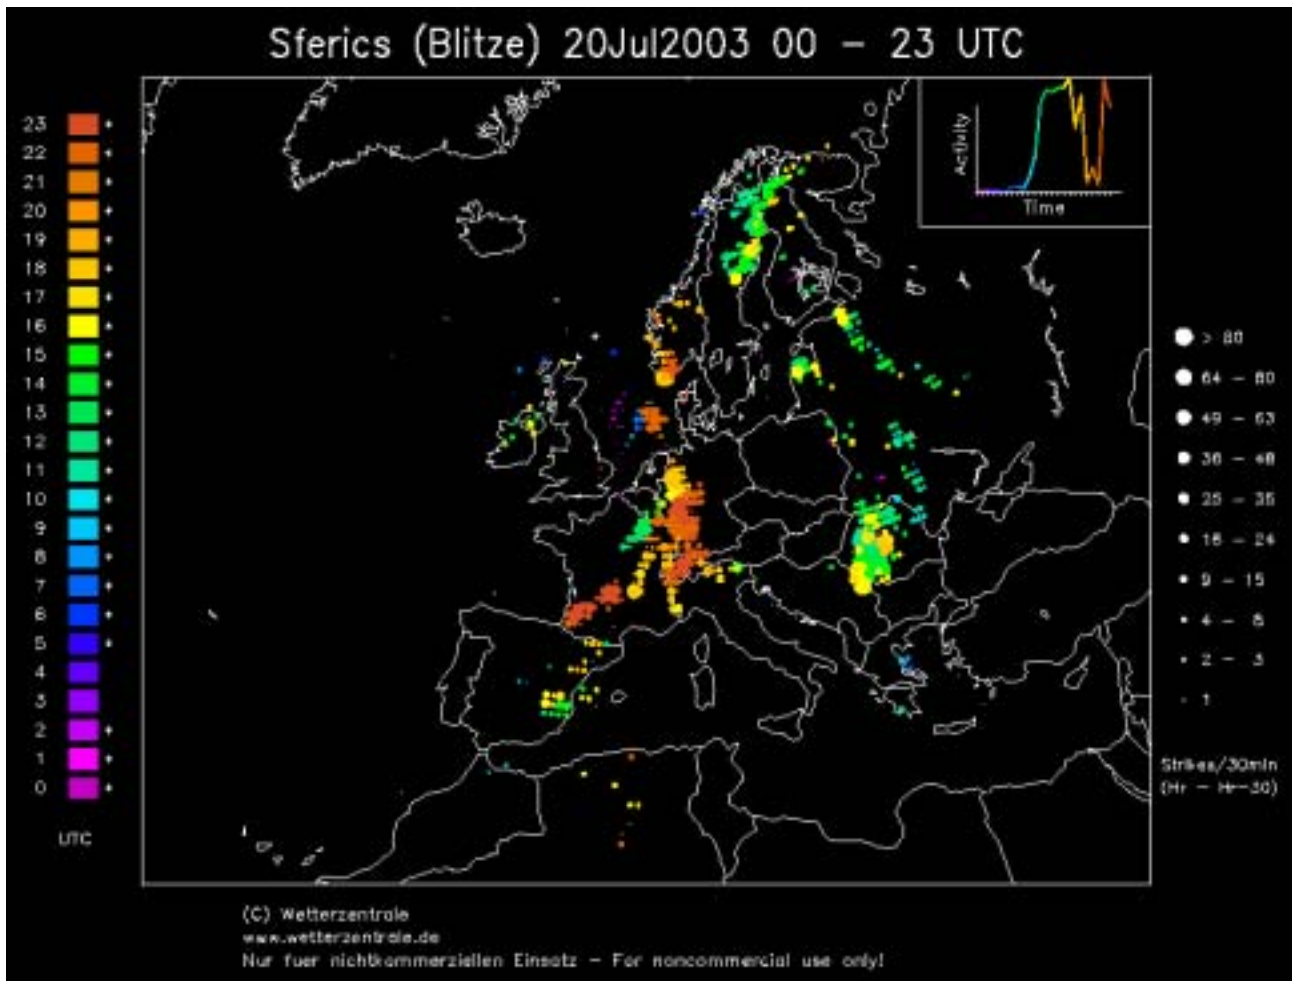 Sferics (Blitze) 20Jul2003 00 - 23 UTC
Activity
Time
23
22
21
20
19
18
17
16
15
14
13
12
11
10
9
8
7
6
5
4
3
2
1
0
UTC
> 80
64 - 80
49 - 63
36 - 48
25 - 35
16 - 24
9 - 15
4 - 8
2 - 3
1
Strikes/30min
(Hr - Hr-30)
(C) Wetterzentrale
www.wetterzentrale.de
Nur fuer nichtkommerziellen Einsatz - For noncommercial use only!